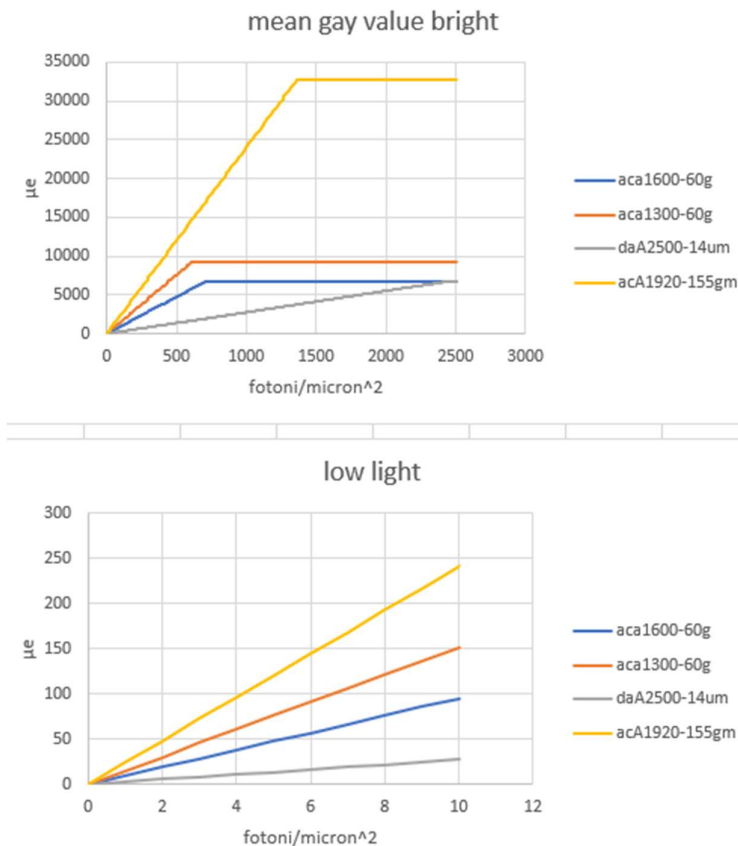 mean gay value bright
35000
30000
25000
20000
15000
10000
5000
0
μe
0 500 1000 1500 2000 2500 3000
fotoni/micron^2
aca1600-60g
aca1300-60g
daA2500-14um
acA1920-155gm
low light
300
250
200
150
100
50
0
μe
0 2 4 6 8 10 12
fotoni/micron^2
aca1600-60g
aca1300-60g
daA2500-14um
acA1920-155gm